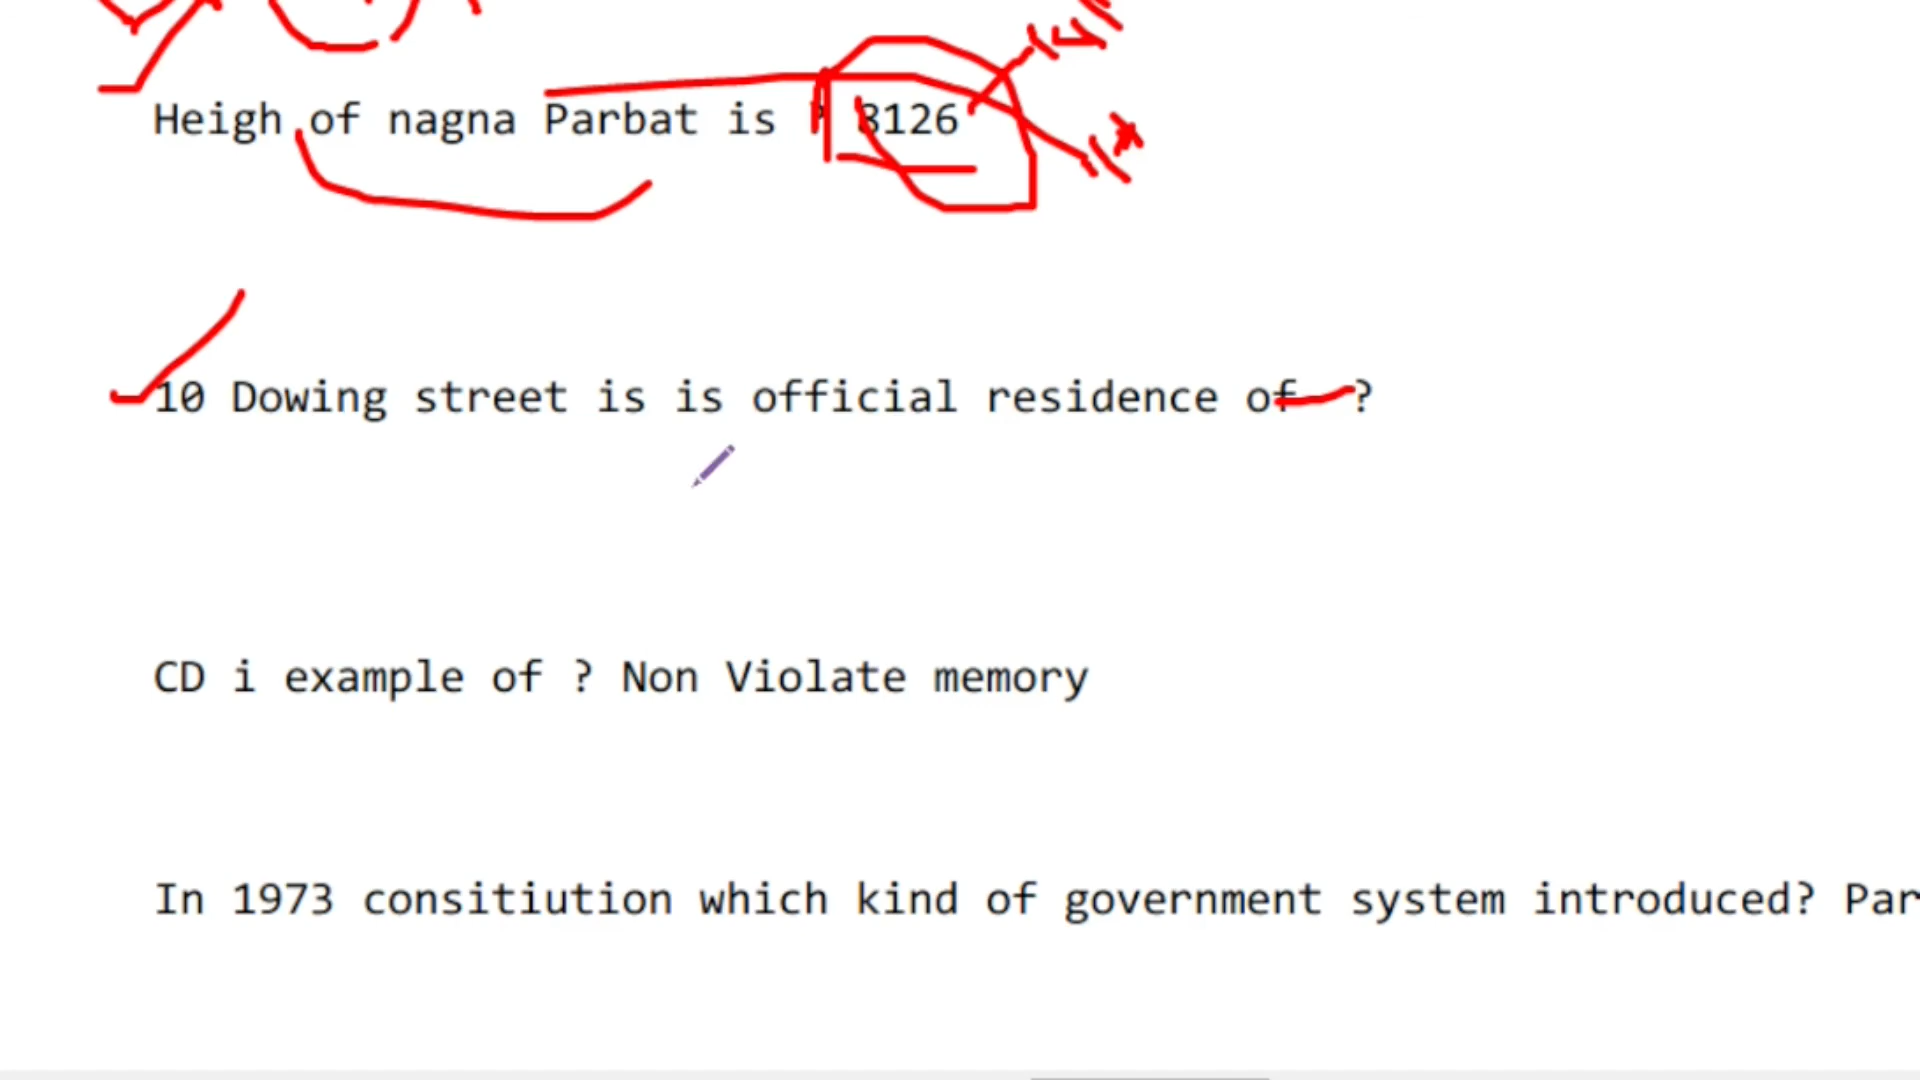 Heigh of nagna Parbat is ? 8126
10 Dowing street is is official residence of ?
CD i example of ? Non Violate memory
In 1973 consitiution which kind of government system introduced? Par